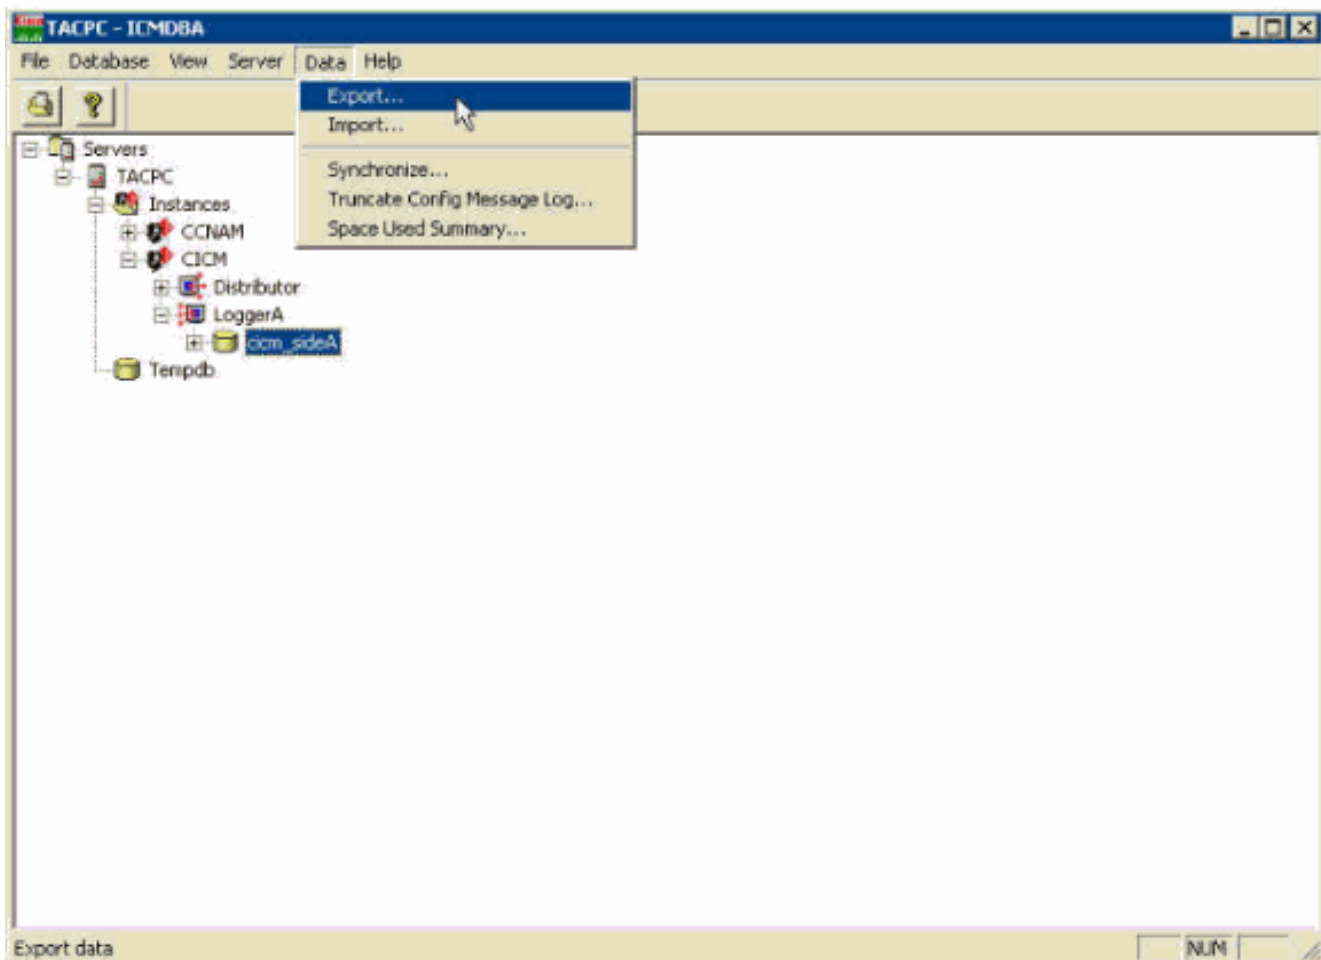 TACPC - ICMDBA
File Database View Server Data Help
Export...
Import...
Synchronize...
Truncate Config Message Log...
Space Used Summary...
Servers
TACPC
Instances
CCNAM
CICM
Distributor
LoggerA
cicm_sideA
Tempdb
Export data
NUM